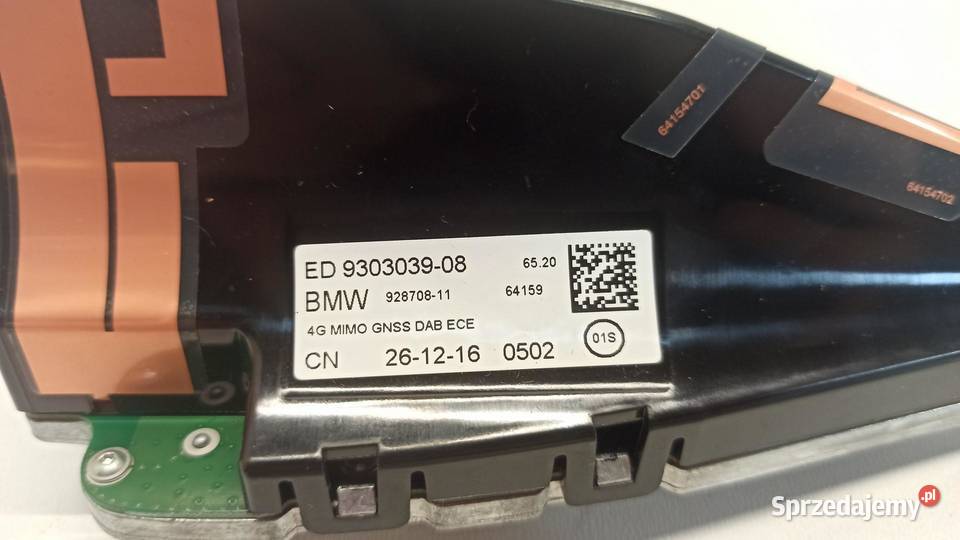 64154701
64154702
ED 9303039-08 65.20
BMW 928708-11 64159
4G MIMO GNSS DAB ECE
01S
CN 26-12-16 0502
Sprzedajemy.pl